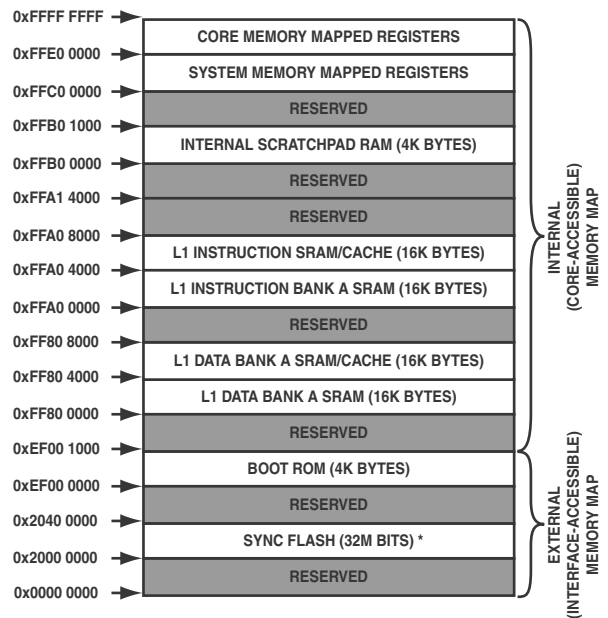 0xFFFF FFFF
CORE MEMORY MAPPED REGISTERS
0xFFE0 0000
SYSTEM MEMORY MAPPED REGISTERS
0xFFC0 0000
RESERVED
0xFFB0 1000
INTERNAL SCRATCHPAD RAM (4K BYTES)
0xFFB0 0000
RESERVED
0xFFA1 4000
RESERVED
0xFFA0 8000
L1 INSTRUCTION SRAM/CACHE (16K BYTES)
0xFFA0 4000
L1 INSTRUCTION BANK A SRAM (16K BYTES)
0xFFA0 0000
RESERVED
0xFF80 8000
L1 DATA BANK A SRAM/CACHE (16K BYTES)
0xFF80 4000
L1 DATA BANK A SRAM (16K BYTES)
0xFF80 0000
RESERVED
0xEF00 1000
BOOT ROM (4K BYTES)
0xEF00 0000
RESERVED
0x2040 0000
SYNC FLASH (32M BITS) *
0x2000 0000
RESERVED
0x0000 0000
INTERNAL
(CORE-ACCESSIBLE)
MEMORY MAP
EXTERNAL
(INTERFACE-ACCESSIBLE)
MEMORY MAP